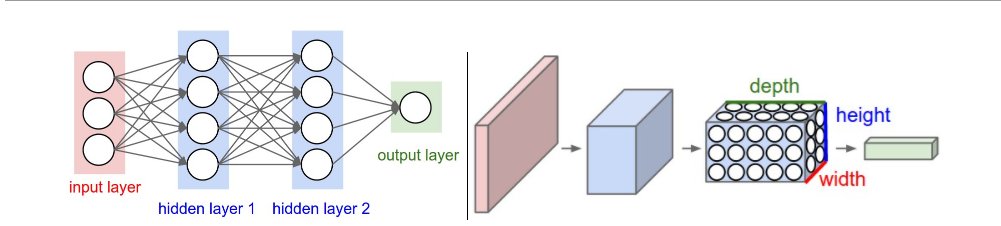 input layer
hidden layer 1
hidden layer 2
output layer
depth
height
width